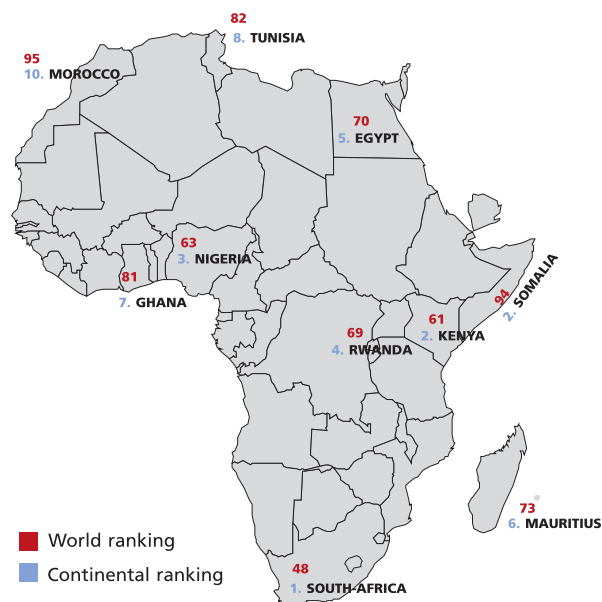 82
8. TUNISIA
95
10. MOROCCO
70
5. EGYPT
63
3. NIGERIA
81
7. GHANA
94
2. SOMALIA
61
2. KENYA
69
4. RWANDA
73
6. MAURITIUS
World ranking
Continental ranking
48
1. SOUTH-AFRICA